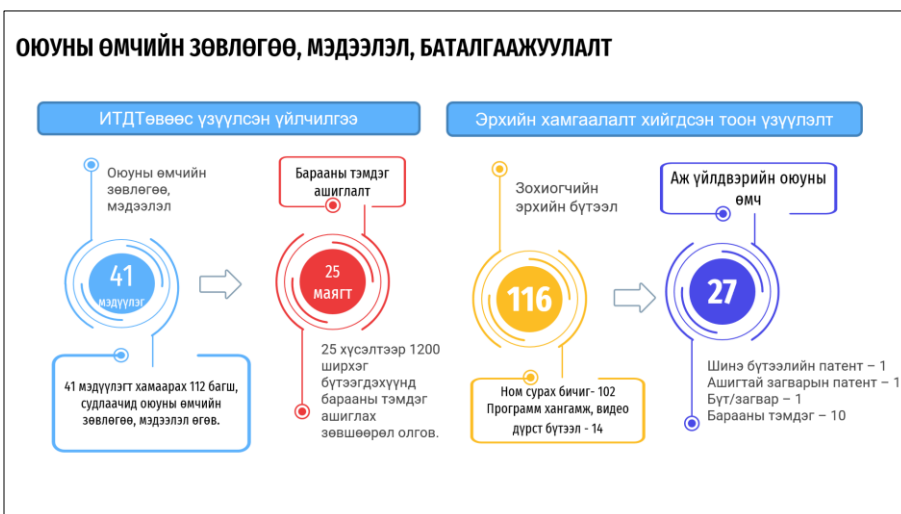 ОЮУНЫ ӨМЧИЙН ЗӨВЛӨГӨӨ, МЭДЭЭЛЭЛ, БАТАЛГААЖУУЛАЛТ
ИТДТөвөөс үзүүлсэн үйлчилгээ
Оюуны өмчийн
зөвлөгөө,
мэдээлэл
41
мэдүүлэг
41 мэдүүлэгт хамаарах 112 багш,
судлаачид оюуны өмчийн
зөвлөгөө, мэдээлэл өгөв.
Барааны тэмдэг
ашиглалт
25
маягт
25 хүсэлтээр 1200
ширхэг
бүтээгдэхүүнд
барааны тэмдэг
ашиглах
зөвшөөрөл олгов.
Эрхийн хамгаалалт хийгдсэн тоон үзүүлэлт
Зохиогчийн
эрхийн бүтээл
116
Ном сурах бичиг- 102
Программ хангамж, видео
дүрст бүтээл - 14
Аж үйлдвэрийн оюуны
өмч
27
Шинэ бүтээлийн патент – 1
Ашигтай загварын патент – 1
Бүт/загвар – 1
Барааны тэмдэг – 10